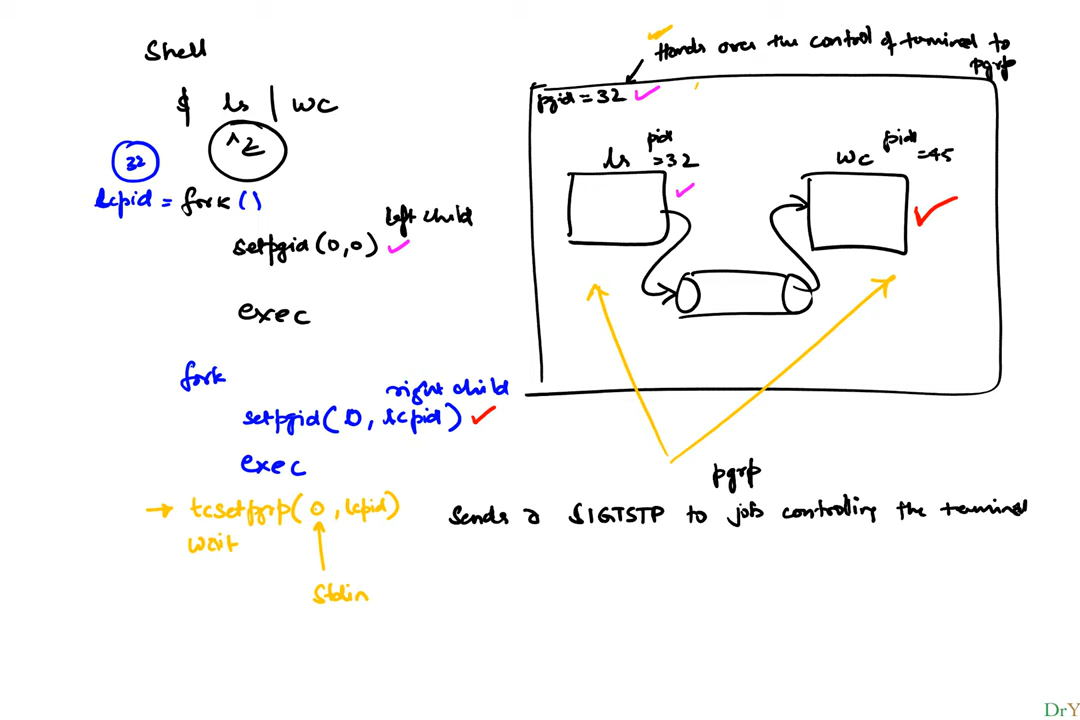 Shell
$ ls | wc
^Z
32
lcpid = fork()
left child
setpgid(0,0)
exec
fork
right child
setpgid(0, lcpid)
exec
→ tcsetpgrp(0, lcpid)
wait
Stdin
Hands over the control of terminal to
pgrp
pgid = 32
ls pid
=32
wc pid
=45
pgrp
Sends a SIGTSTP to job controlling the terminal
DrY